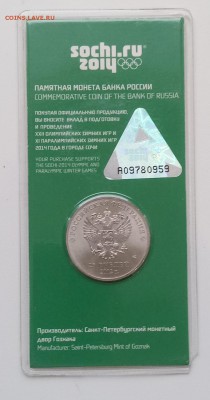 coins.lave.ru
sochi.ru
2014
ПАМЯТНАЯ МОНЕТА БАНКА РОССИИ
COMMEMORATIVE COIN OF THE BANK OF RUSSIA
ПОКУПАЯ ОФИЦИАЛЬНУЮ ПРОДУКЦИЮ,
ВЫ ВНОСИТЕ ВКЛАД В ПОДГОТОВКУ
И ПРОВЕДЕНИЕ
XXII ОЛИМПИЙСКИХ ЗИМНИХ ИГР И
XI ПАРАЛИМПИЙСКИХ ЗИМНИХ ИГР
2014 ГОДА В ГОРОДЕ СОЧИ
YOUR PURCHASE SUPPORTS
THE SOCHI 2014 OLYMPIC AND
PARALYMPIC WINTER GAMES
A09780959
Производитель: Санкт-Петербургский монетный
двор Гознака
Manufacturer: Saint-Petersburg Mint of Goznak